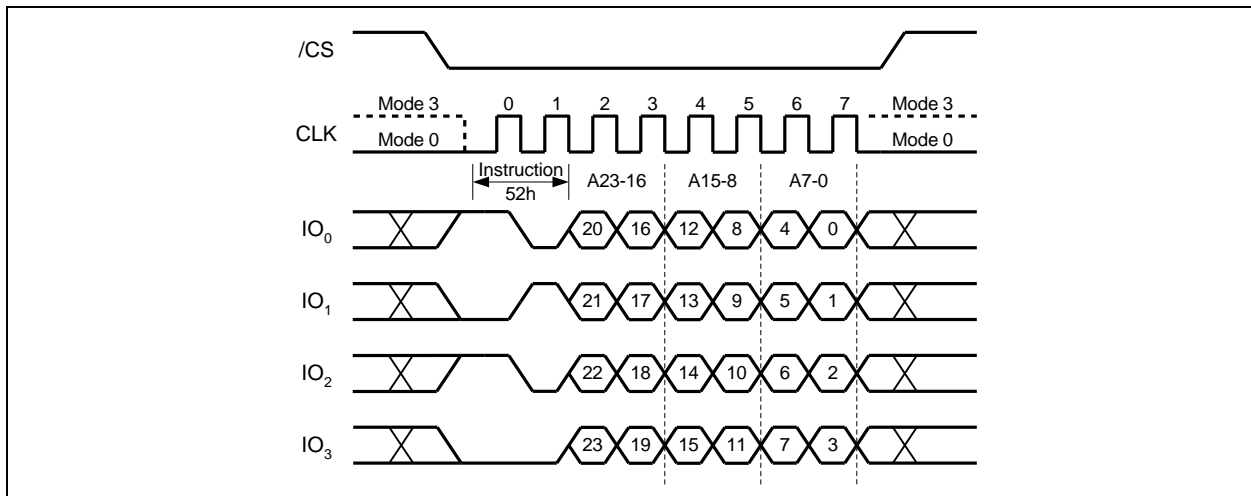 /CS
Mode 3 0 1 2 3 4 5 6 7 Mode 3
CLK
Mode 0 Mode 0
Instruction A23-16 A15-8 A7-0
52h
IO0 20 16 12 8 4 0
IO1 21 17 13 9 5 1
IO2 22 18 14 10 6 2
IO3 23 19 15 11 7 3